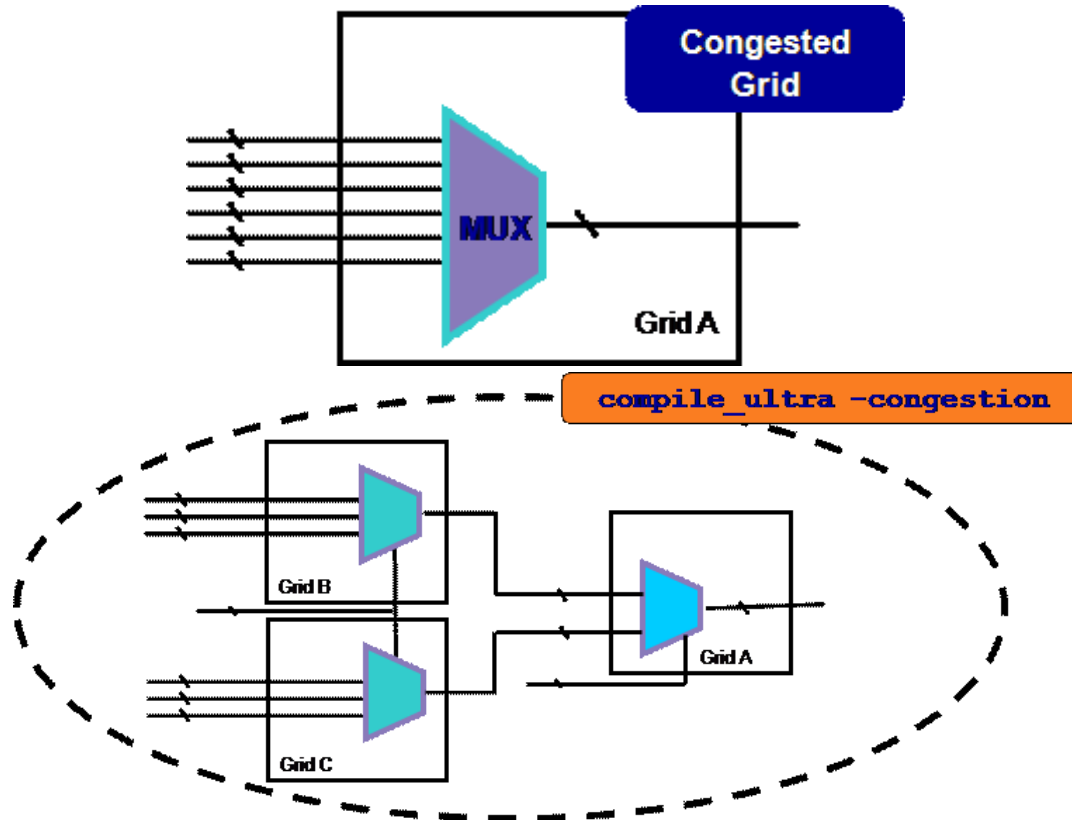 Congested
Grid
MUX
Grid A
compile_ultra -congestion
Grid B
Grid A
Grid C